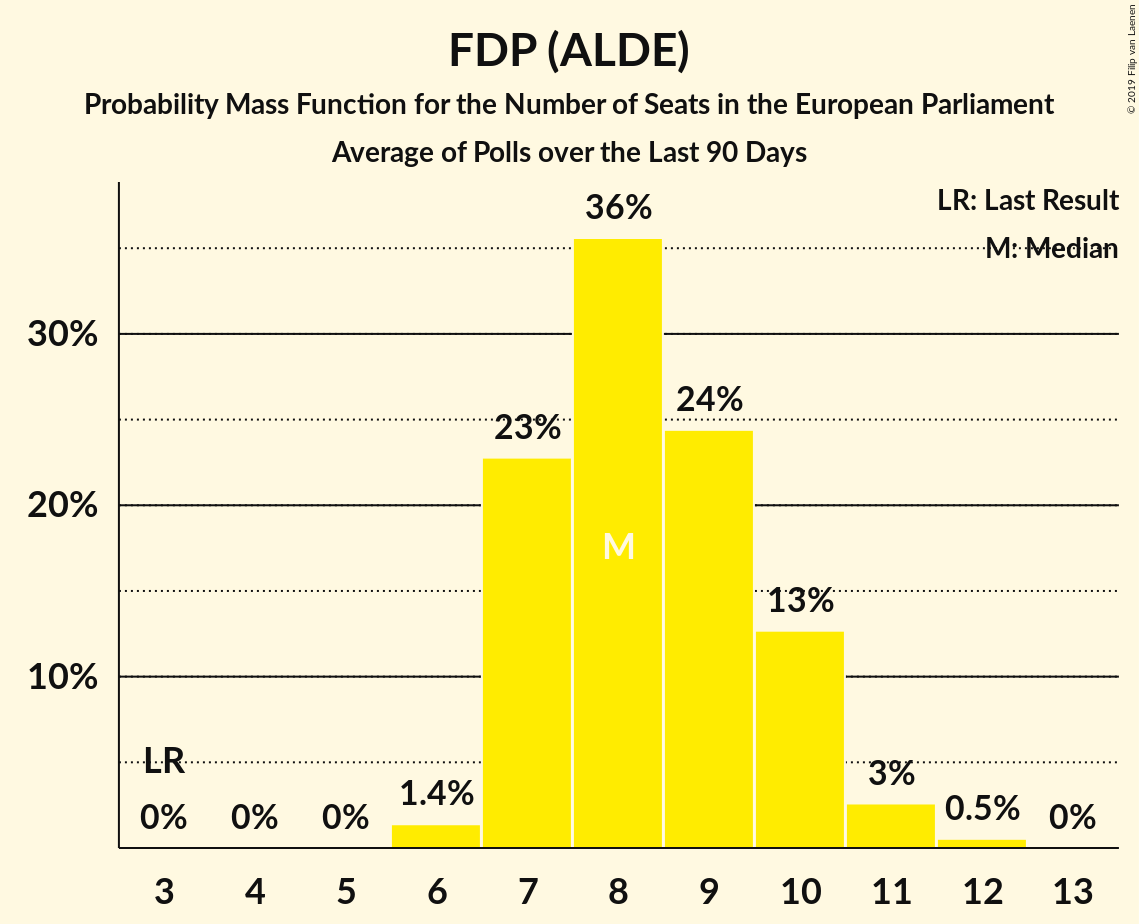 FDP (ALDE)
Probability Mass Function for the Number of Seats in the European Parliament
Average of Polls over the Last 90 Days
© 2019 Filip van Laenen
LR: Last Result
M: Median
36%
30%
24%
23%
20%
M
13%
10%
LR
3%
1.4%
0.5%
0% 0% 0% 0%
3 4 5 6 7 8 9 10 11 12 13